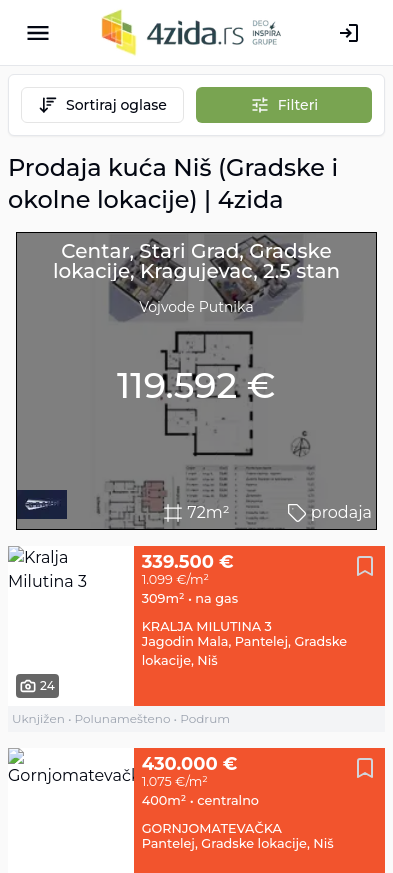 4zida.rs
DEO
INSPIRA
GRUPE
Sortiraj oglase
Filteri
Prodaja kuća Niš (Gradske i
okolne lokacije) | 4zida
Centar, Stari Grad, Gradske
lokacije, Kragujevac, 2.5 stan
Vojvode Putnika
119.592 €
72m²
prodaja
Kralja
Milutina 3
24
339.500 €
1.099 €/m²
309m² • na gas
KRALJA MILUTINA 3
Jagodin Mala, Pantelej, Gradske
lokacije, Niš
Uknjižen • Polunamešteno • Podrum
430.000 €
1.075 €/m²
400m² • centralno
GORNJOMATEVAČKA
Pantelej, Gradske lokacije, Niš